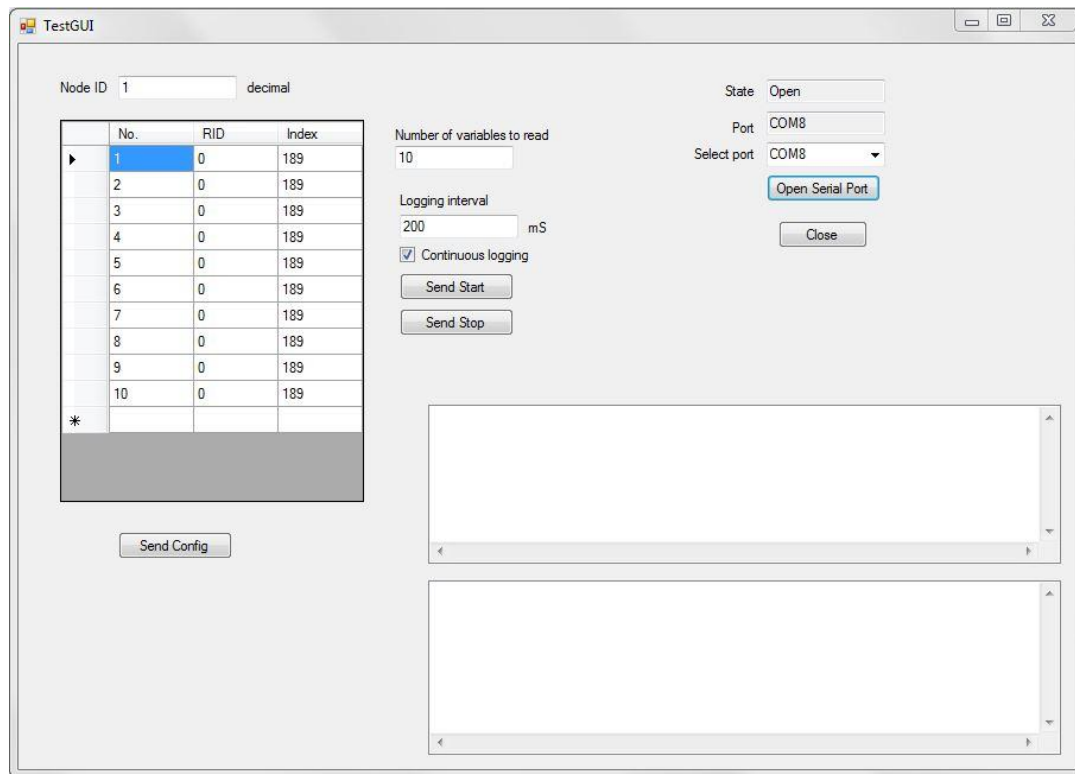 TestGUI
Node ID 1 decimal
State Open
Port COM8
Select port COM8
Open Serial Port
Close
No. RID Index
1 0 189
2 0 189
3 0 189
4 0 189
5 0 189
6 0 189
7 0 189
8 0 189
9 0 189
10 0 189
Number of variables to read
10
Logging interval
200 mS
Continuous logging
Send Start
Send Stop
Send Config